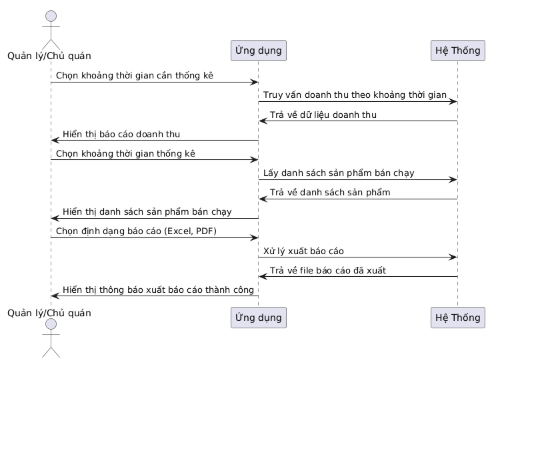 Quản lý/Chủ quán
Ứng dụng
Hệ Thống
Chọn khoảng thời gian cần thống kê
Truy vấn doanh thu theo khoảng thời gian
Trả về dữ liệu doanh thu
Hiển thị báo cáo doanh thu
Chọn khoảng thời gian thống kê
Lấy danh sách sản phẩm bán chạy
Trả về danh sách sản phẩm
Hiển thị danh sách sản phẩm bán chạy
Chọn định dạng báo cáo (Excel, PDF)
Xử lý xuất báo cáo
Trả về file báo cáo đã xuất
Hiển thị thông báo xuất báo cáo thành công
Quản lý/Chủ quán
Ứng dụng
Hệ Thống